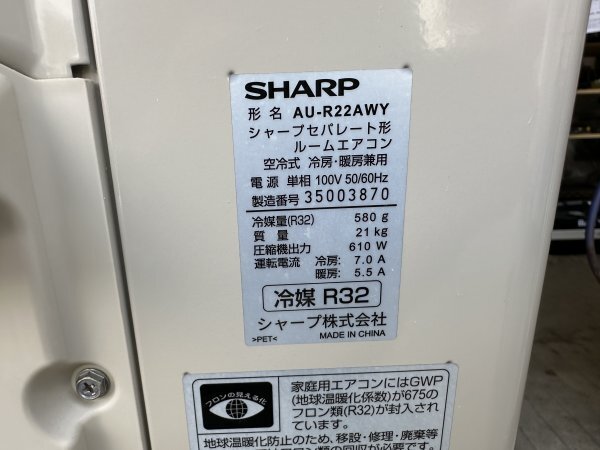 SHARP
形 名 AU-R22AWY
シャープセパレート形
ルームエアコン
空冷式 冷房・暖房兼用
電 源 単相 100V 50/60Hz
製造番号 35003870
冷媒量(R32) 580 g
質 量 21 kg
圧縮機出力 610 W
運転電流 冷房: 7.0 A
暖房: 5.5 A
冷媒 R32
シャープ株式会社
>PET< MADE IN CHINA
フロンの見える化
家庭用エアコンにはGWP
(地球温暖化係数)が675の
フロン類(R32)が封入され
ています。
地球温暖化防止のため、移設・修理・廃棄等